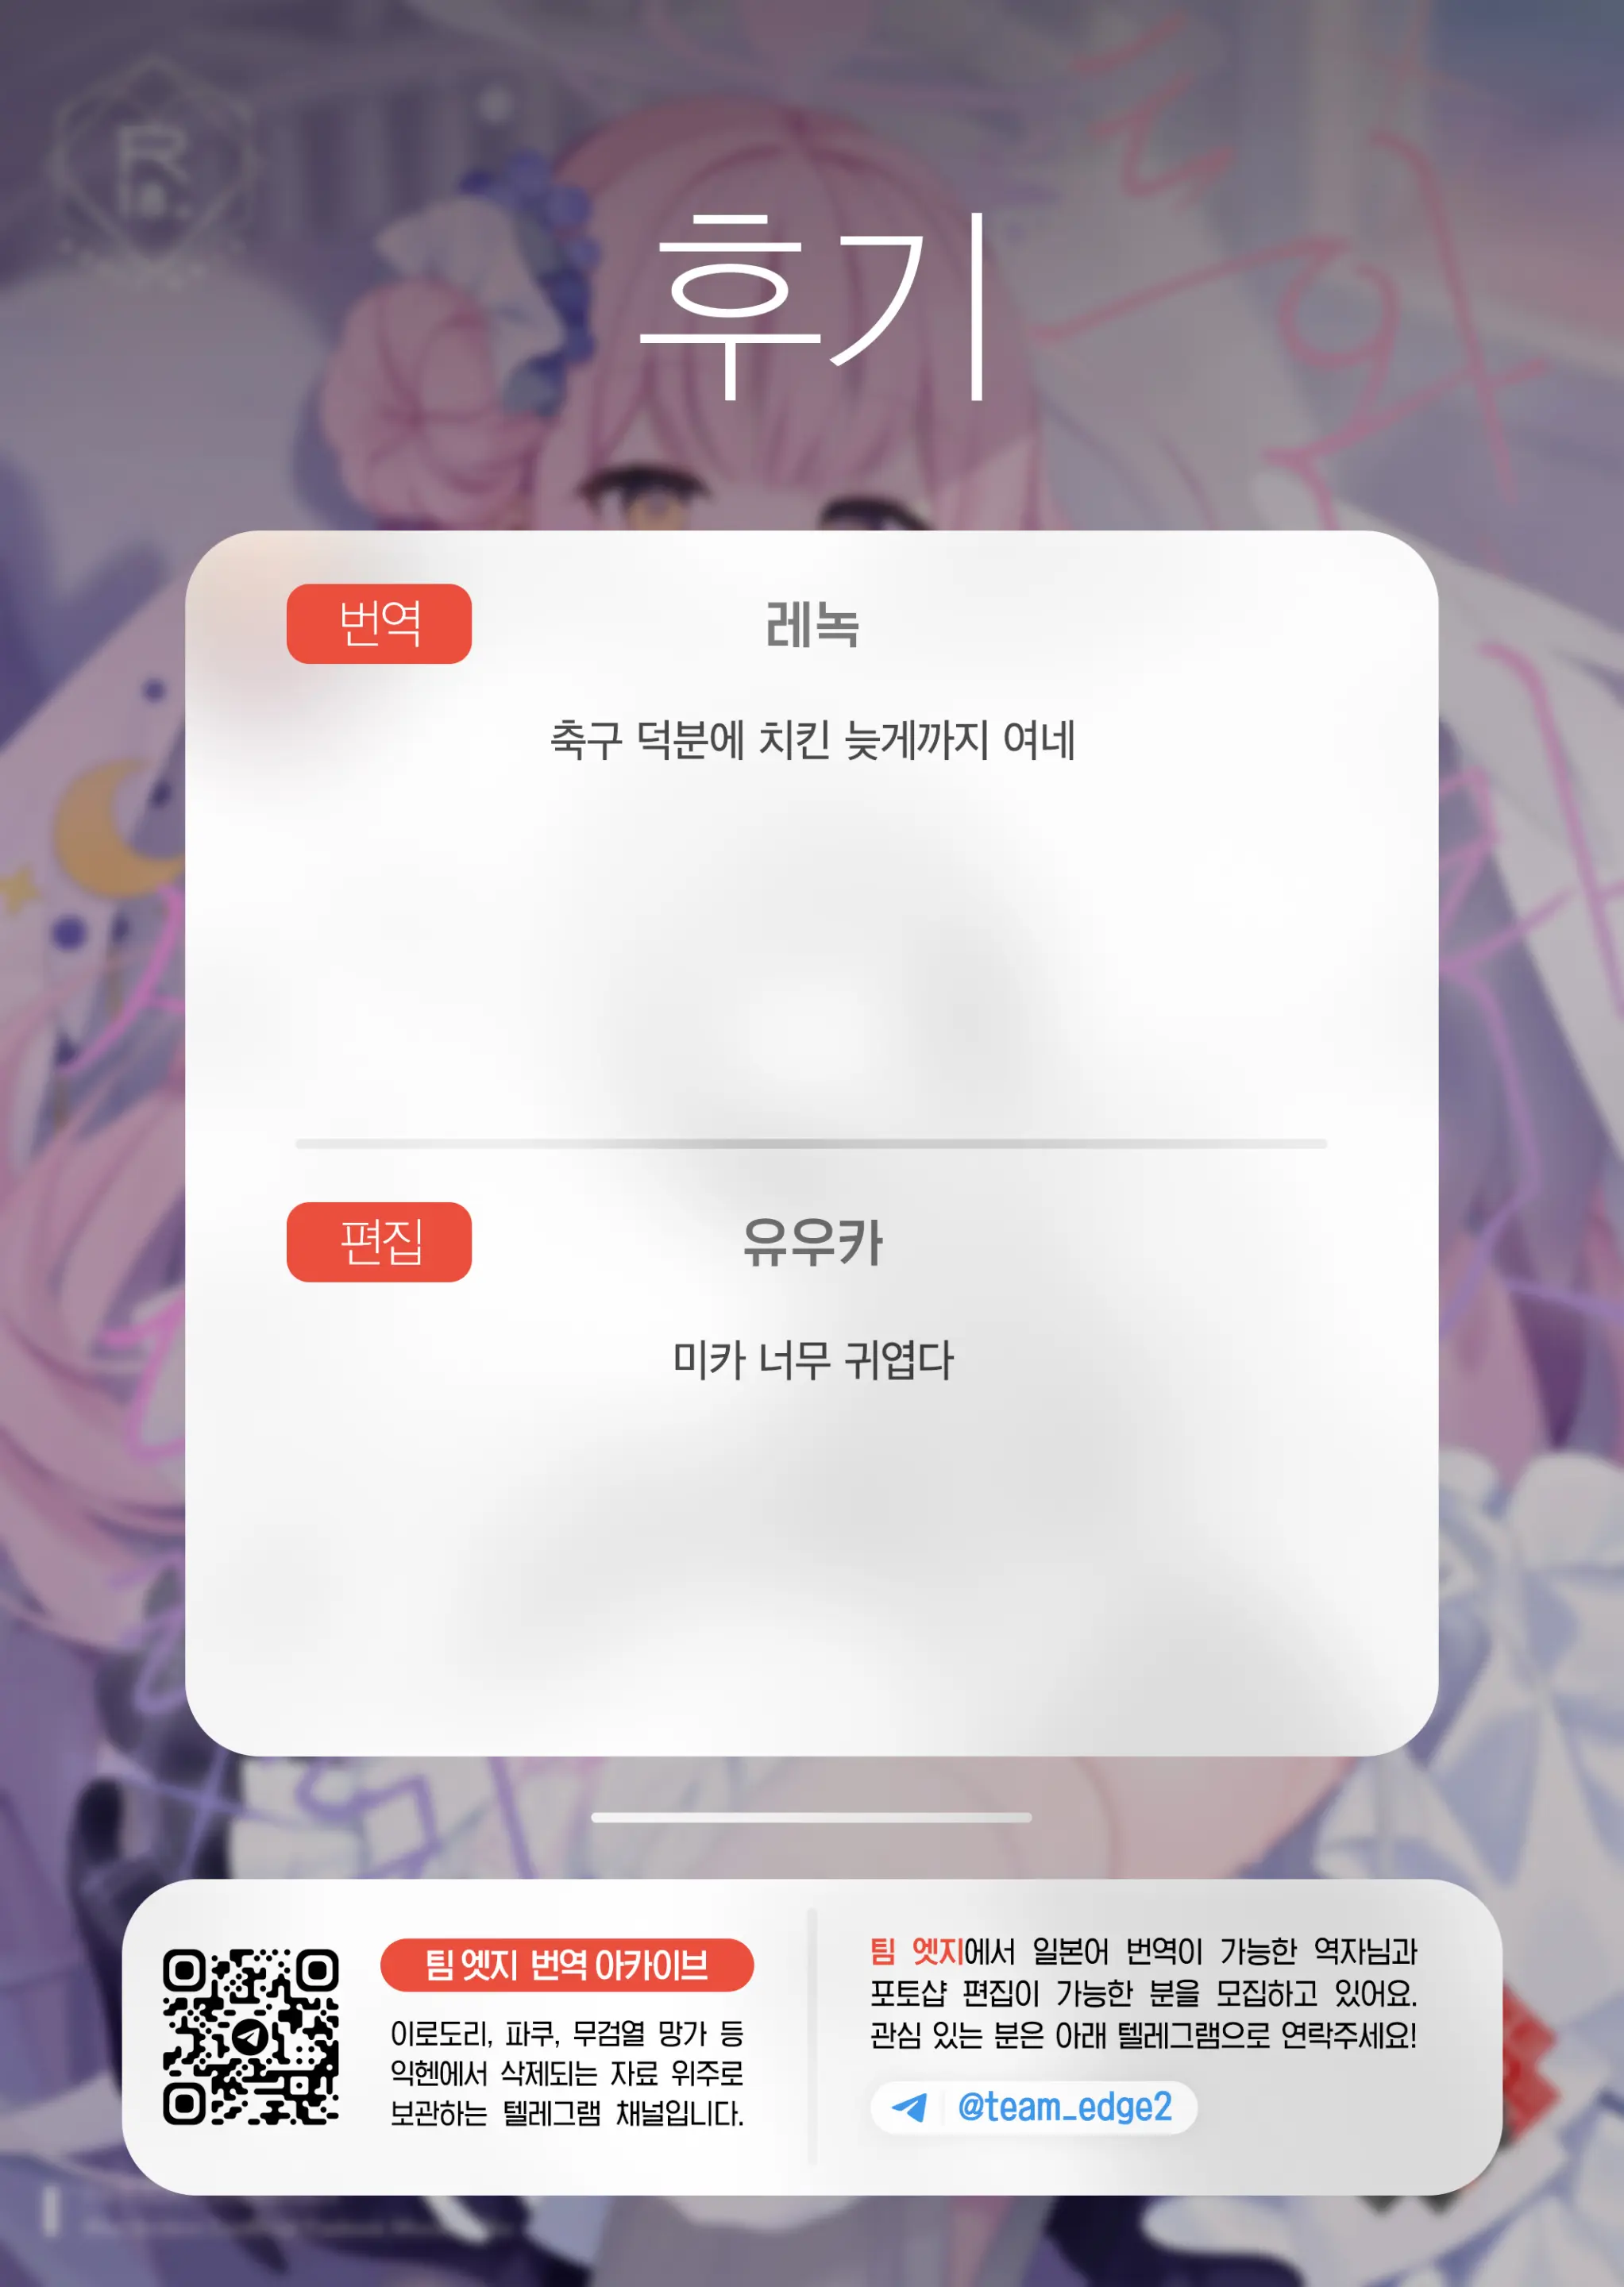 후기
번역
레녹
축구 덕분에 치킨 늦게까지 여네
편집
유우카
미카 너무 귀엽다
팀 엣지 번역 아카이브
이로도리, 파쿠, 무검열 망가 등
익헨에서 삭제되는 자료 위주로
보관하는 텔레그램 채널입니다.
팀 엣지에서 일본어 번역이 가능한 역자님과
포토샵 편집이 가능한 분을 모집하고 있어요.
관심 있는 분은 아래 텔레그램으로 연락주세요!
@team_edge2